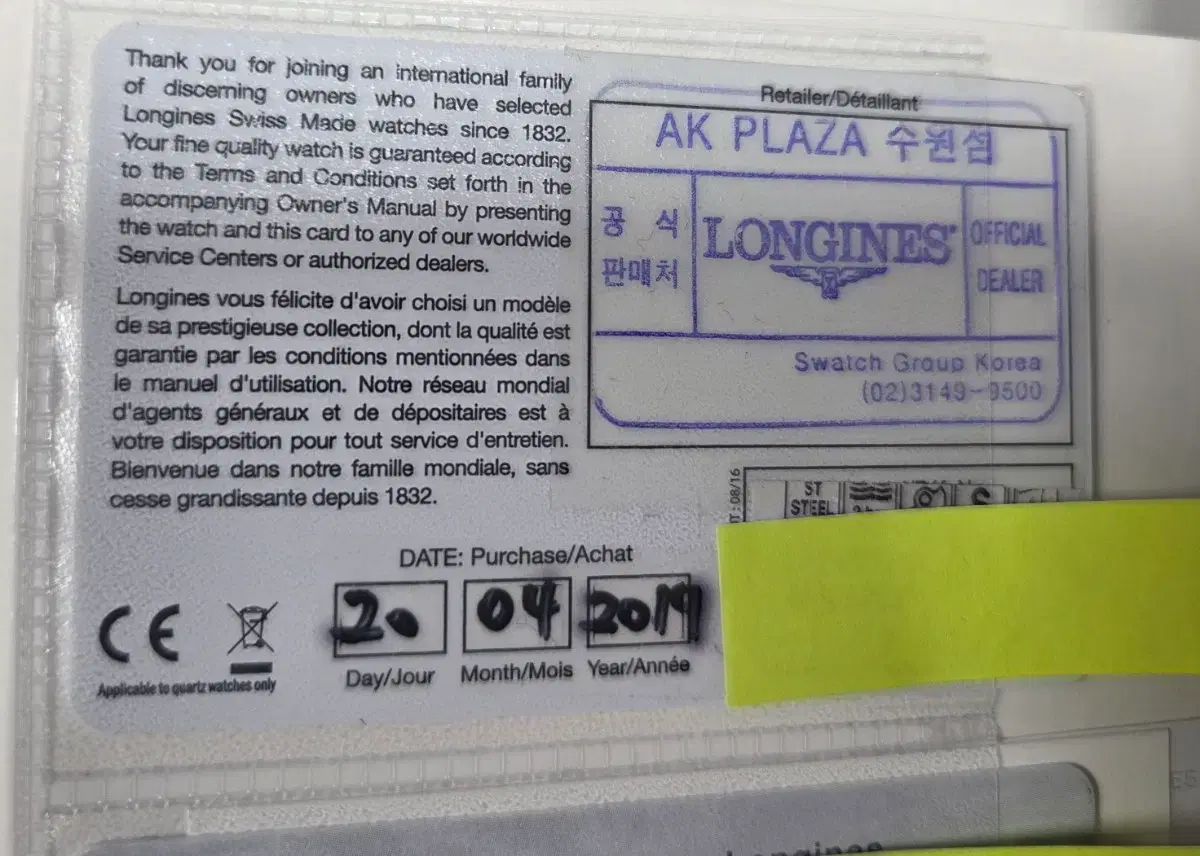 Thank you for joining an international family
of discerning owners who have selected
Longines Swiss Made watches since 1832.
Your fine quality watch is guaranteed according
to the Terms and Conditions set forth in the
accompanying Owner's Manual by presenting
the watch and this card to any of our worldwide
Service Centers or authorized dealers.
Longines vous félicite d'avoir choisi un modèle
de sa prestigieuse collection, dont la qualité est
garantie par les conditions mentionnées dans
le manuel d'utilisation. Notre réseau mondial
d'agents généraux et de dépositaires est à
votre disposition pour tout service d'entretien.
Bienvenue dans notre famille mondiale, sans
cesse grandissante depuis 1832.
Retailer/Détaillant
AK PLAZA 수원점
공 식
판매처
LONGINES
OFFICIAL
DEALER
Swatch Group Korea
(02)3149-9500
ST
STEEL
08/16
DATE: Purchase/Achat
20 04 2019
Day/Jour Month/Mois Year/Année
CE
Applicable to quartz watches only